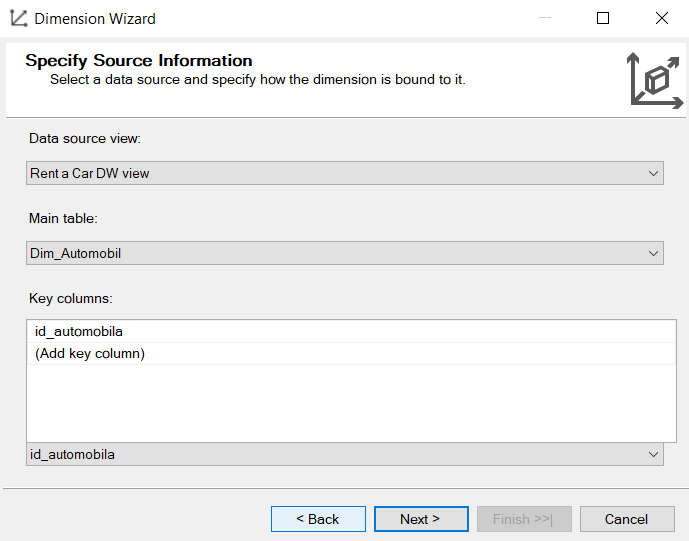 Dimension Wizard
Specify Source Information
Select a data source and specify how the dimension is bound to it.
Data source view:
Rent a Car DW view
Main table:
Dim_Automobil
Key columns:
id_automobila
(Add key column)
id_automobila
< Back
Next >
Finish >>|
Cancel